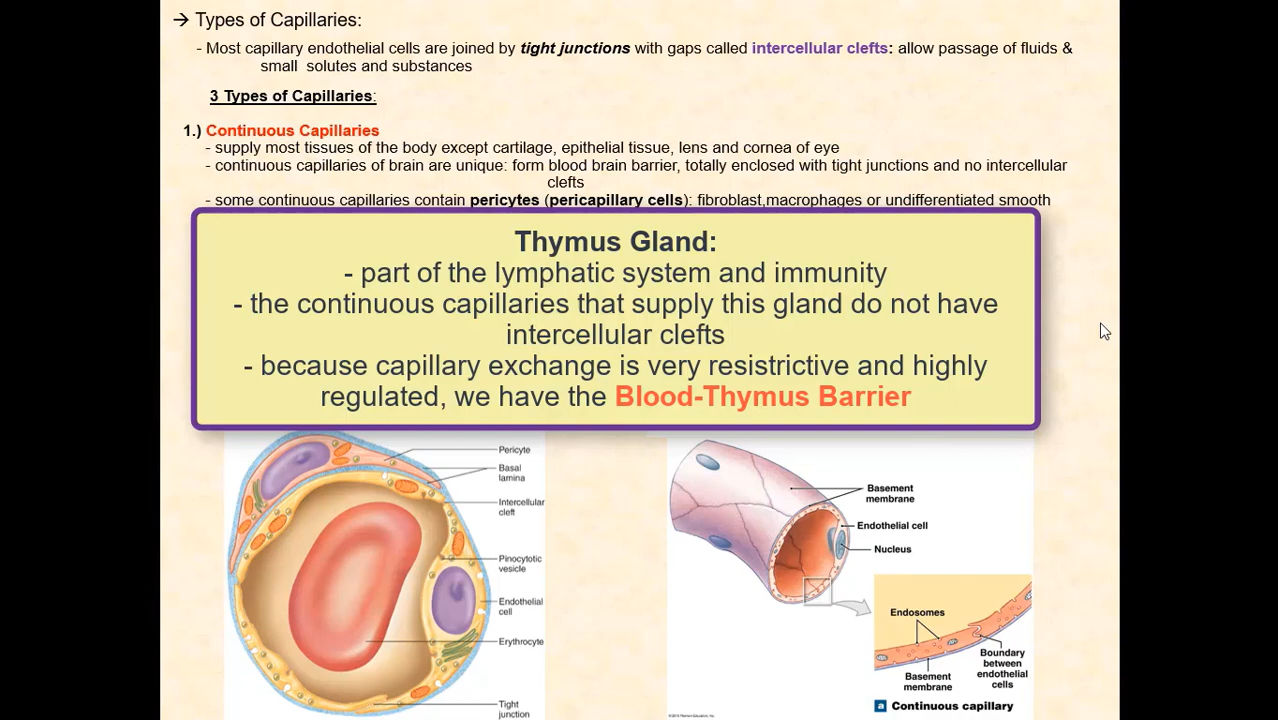 → Types of Capillaries:
- Most capillary endothelial cells are joined by tight junctions with gaps called intercellular clefts: allow passage of fluids &
small solutes and substances
3 Types of Capillaries:
1.) Continuous Capillaries
- supply most tissues of the body except cartilage, epithelial tissue, lens and cornea of eye
- continuous capillaries of brain are unique: form blood brain barrier, totally enclosed with tight junctions and no intercellular
clefts
- some continuous capillaries contain pericytes (pericapillary cells): fibroblast,macrophages or undifferentiated smooth
Thymus Gland:
- part of the lymphatic system and immunity
- the continuous capillaries that supply this gland do not have
intercellular clefts
- because capillary exchange is very resistrictive and highly
regulated, we have the Blood-Thymus Barrier
Pericyte
Basal
lamina
Intercellular
cleft
Pinocytotic
vesicle
Endothelial
cell
Erythrocyte
Tight
junction
Basement
membrane
Endothelial cell
Nucleus
Endosomes
Boundary
between
endothelial
cells
Basement
membrane
a Continuous capillary